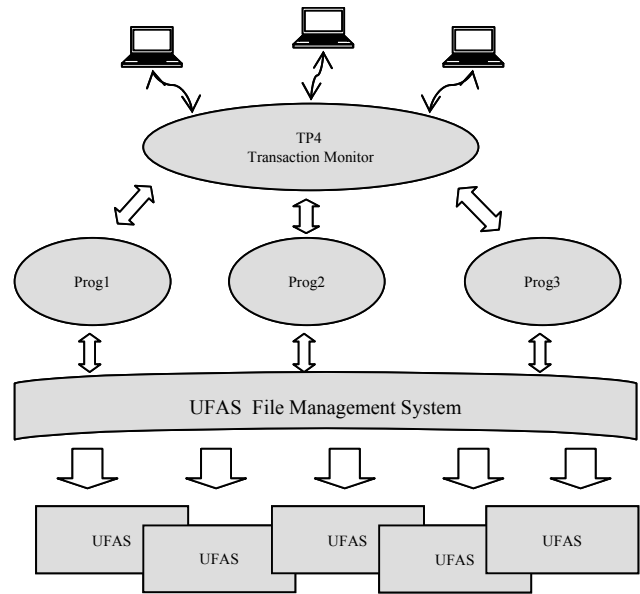 TP4
Transaction Monitor
Prog1
Prog2
Prog3
UFAS File Management System
UFAS
UFAS
UFAS
UFAS
UFAS